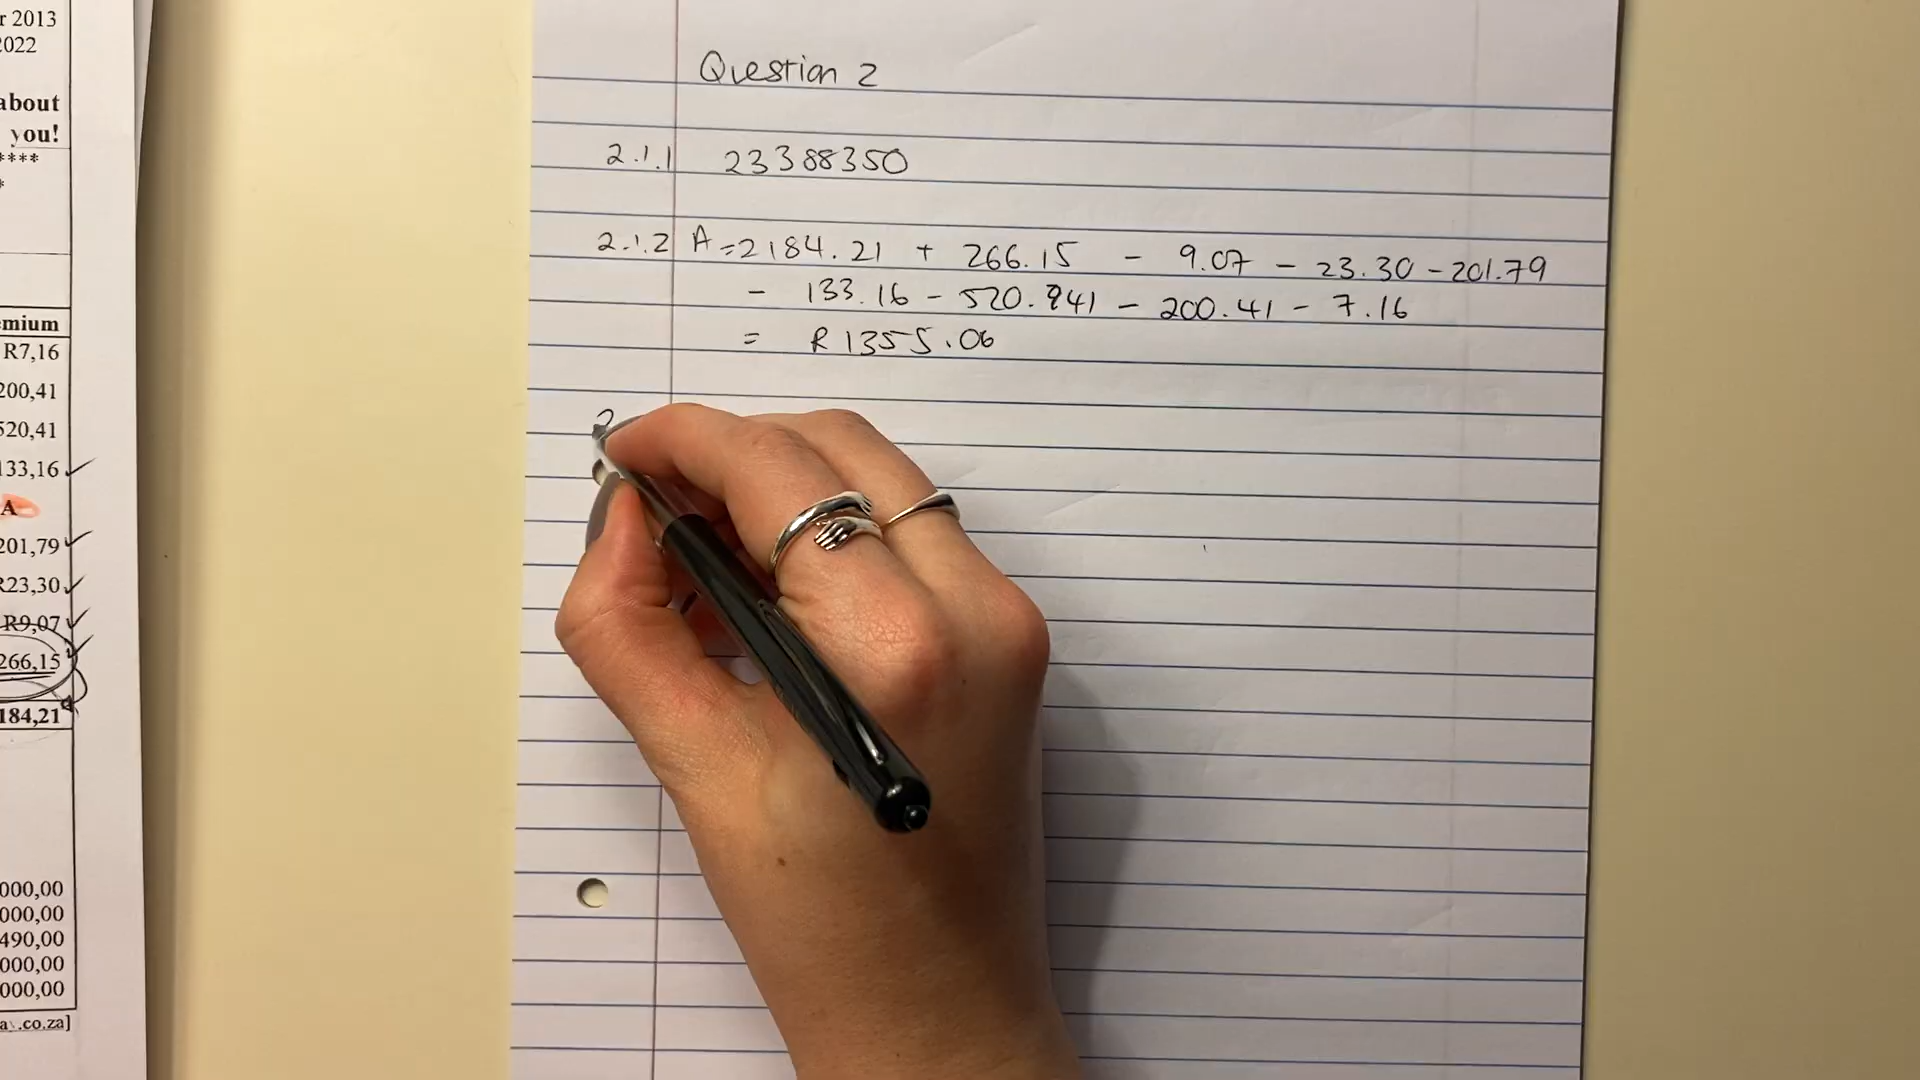 r 2013
2022
about
you!
****
*
emium
R7,16
200,41
520,41
133,16
A
201,79
R23,30
R9,07
266,15
184,21
000,00
000,00
490,00
000,00
000,00
.co.za]
Question 2
2.1.1 23388350
2.1.2 A = 2184.21 + 266.15 - 9.07 - 23.30 - 201.79
- 133.16 - - 200.41 - 7.16
= R1355.06
2